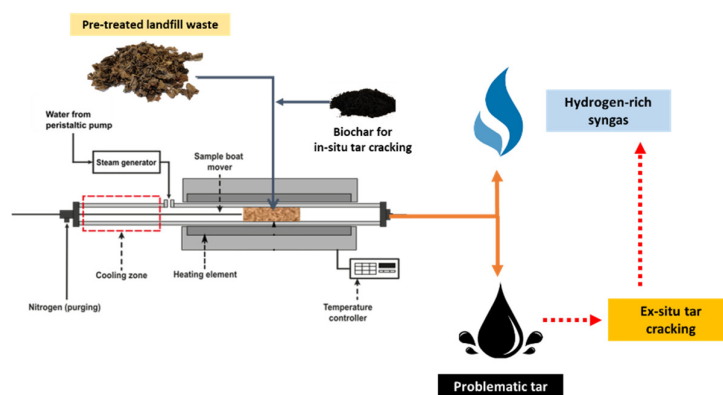 Pre-treated landfill waste
Water from
peristaltic pump
Steam generator
Sample boat
mover
Biochar for
in-situ tar cracking
Hydrogen-rich
syngas
Cooling zone
Heating element
Nitrogen (purging)
Temperature
controller
Ex-situ tar
cracking
Problematic tar